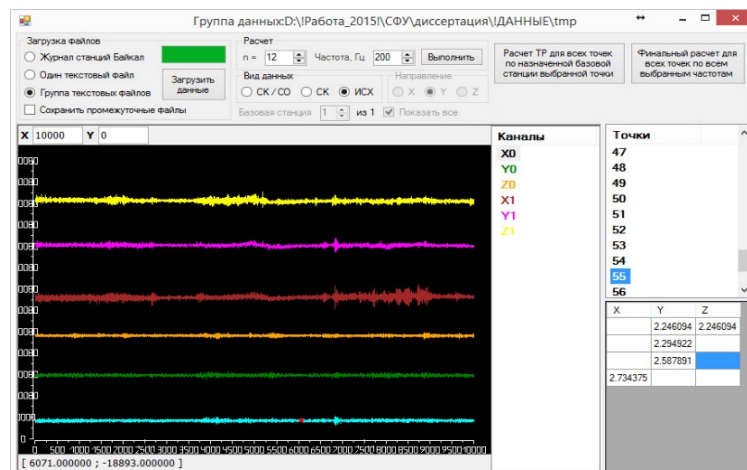 Группа данных:D:\!Работа_2015!\СФУ\диссертация\!ДАННЫЕ\tmp
Загрузка файлов
Журнал станций Байкал
Один текстовый файл
Группа текстовых файлов
Сохранить промежуточные файлы
Загрузить данные
Расчет
n = 12 Частота, Гц 200 Выполнить
Вид данных
СК / СО СК ИСХ
Направление
X Y Z
Базовая станция 1 из 1 Показать все
Расчет ТР для всех точек
по назначенной базовой
станции выбранной точки
Финальный расчет для
всех точек по всем
выбранным частотам
X 10000 Y 0
0 500 1000 1500 2000 2500 3000 3500 4000 4500 5000 5500 6000 6500 7000 7500 8000 8500 9000 9500 10000
[ 6071.000000 ; -18893.000000 ]
Каналы
X0
Y0
Z0
X1
Y1
Z1
Точки
47
48
49
50
51
52
53
54
55
56
X Y Z
2.246094 2.246094
2.294922
2.587891
2.734375